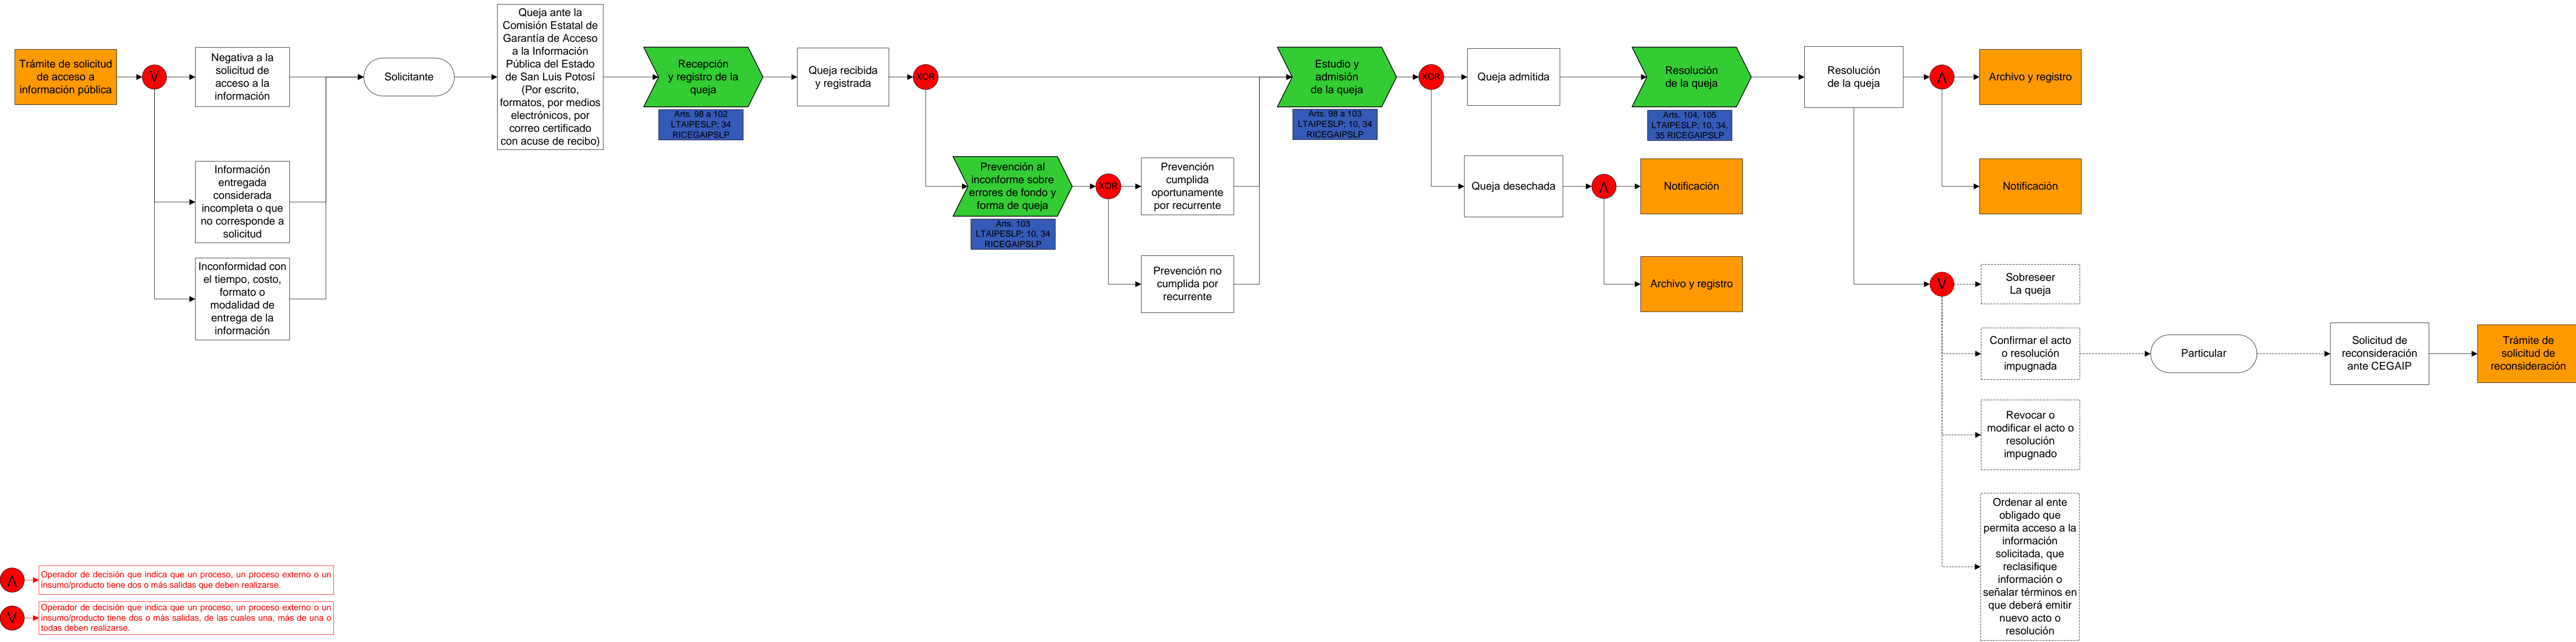 Trámite de solicitud
de acceso a
información pública
V
Negativa a la
solicitud de
acceso a la
información
Información
entregada
considerada
incompleta o que
no corresponde a
solicitud
Inconformidad con
el tiempo, costo,
formato o
modalidad de
entrega de la
información
Solicitante
Queja ante la
Comisión Estatal de
Garantía de Acceso
a la Información
Pública del Estado
de San Luis Potosí
(Por escrito,
formatos, por medios
electrónicos, por
correo certificado
con acuse de recibo)
Recepción
y registro de la
queja
Arts. 98 a 102
LTAIPESLP; 34
RICEGAIPSLP
Queja recibida
y registrada
XOR
Prevención al
inconforme sobre
errores de fondo y
forma de queja
Arts. 103
LTAIPESLP; 10, 34
RICEGAIPSLP
XOR
Prevención
cumplida
oportunamente
por recurrente
Prevención no
cumplida por
recurrente
Estudio y
admisión
de la queja
Arts. 98 a 103
LTAIPESLP; 10, 34
RICEGAIPSLP
XOR
Queja admitida
Queja desechada
Λ
Notificación
Archivo y registro
Resolución
de la queja
Arts. 104, 105
LTAIPESLP; 10, 34,
35 RICEGAIPSLP
Resolución
de la queja
Λ
Archivo y registro
Notificación
V
Sobreseer
La queja
Confirmar el acto
o resolución
impugnada
Revocar o
modificar el acto o
resolución
impugnado
Ordenar al ente
obligado que
permita acceso a la
información
solicitada, que
reclasifique
información o
señalar términos en
que deberá emitir
nuevo acto o
resolución
Particular
Solicitud de
reconsideración
ante CEGAIP
Trámite de
solicitud de
reconsideración
Λ
Operador de decisión que indica que un proceso, un proceso externo o un
insumo/producto tiene dos o más salidas que deben realizarse.
V
Operador de decisión que indica que un proceso, un proceso externo o un
insumo/producto tiene dos o más salidas, de las cuales una, más de una o
todas deben realizarse.